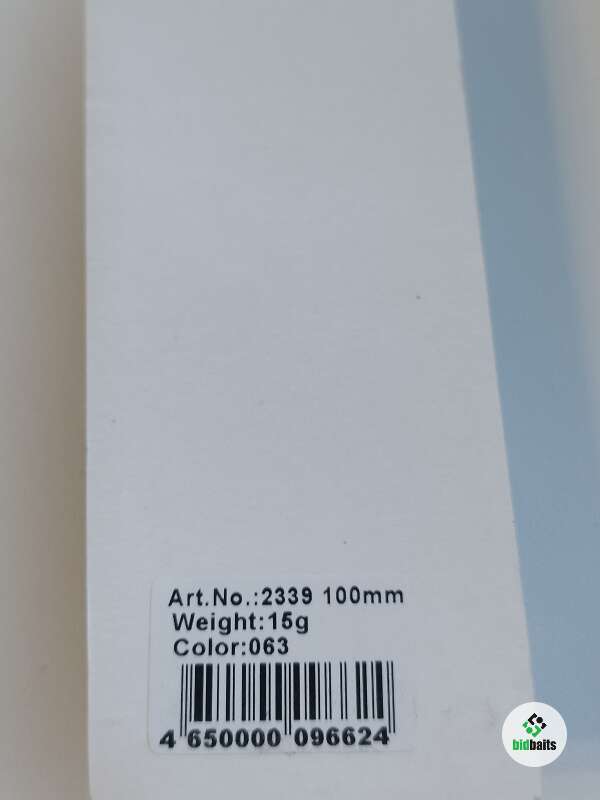 Art.No.:2339 100mm
Weight:15g
Color:063
4 650000 096624
bidbaits